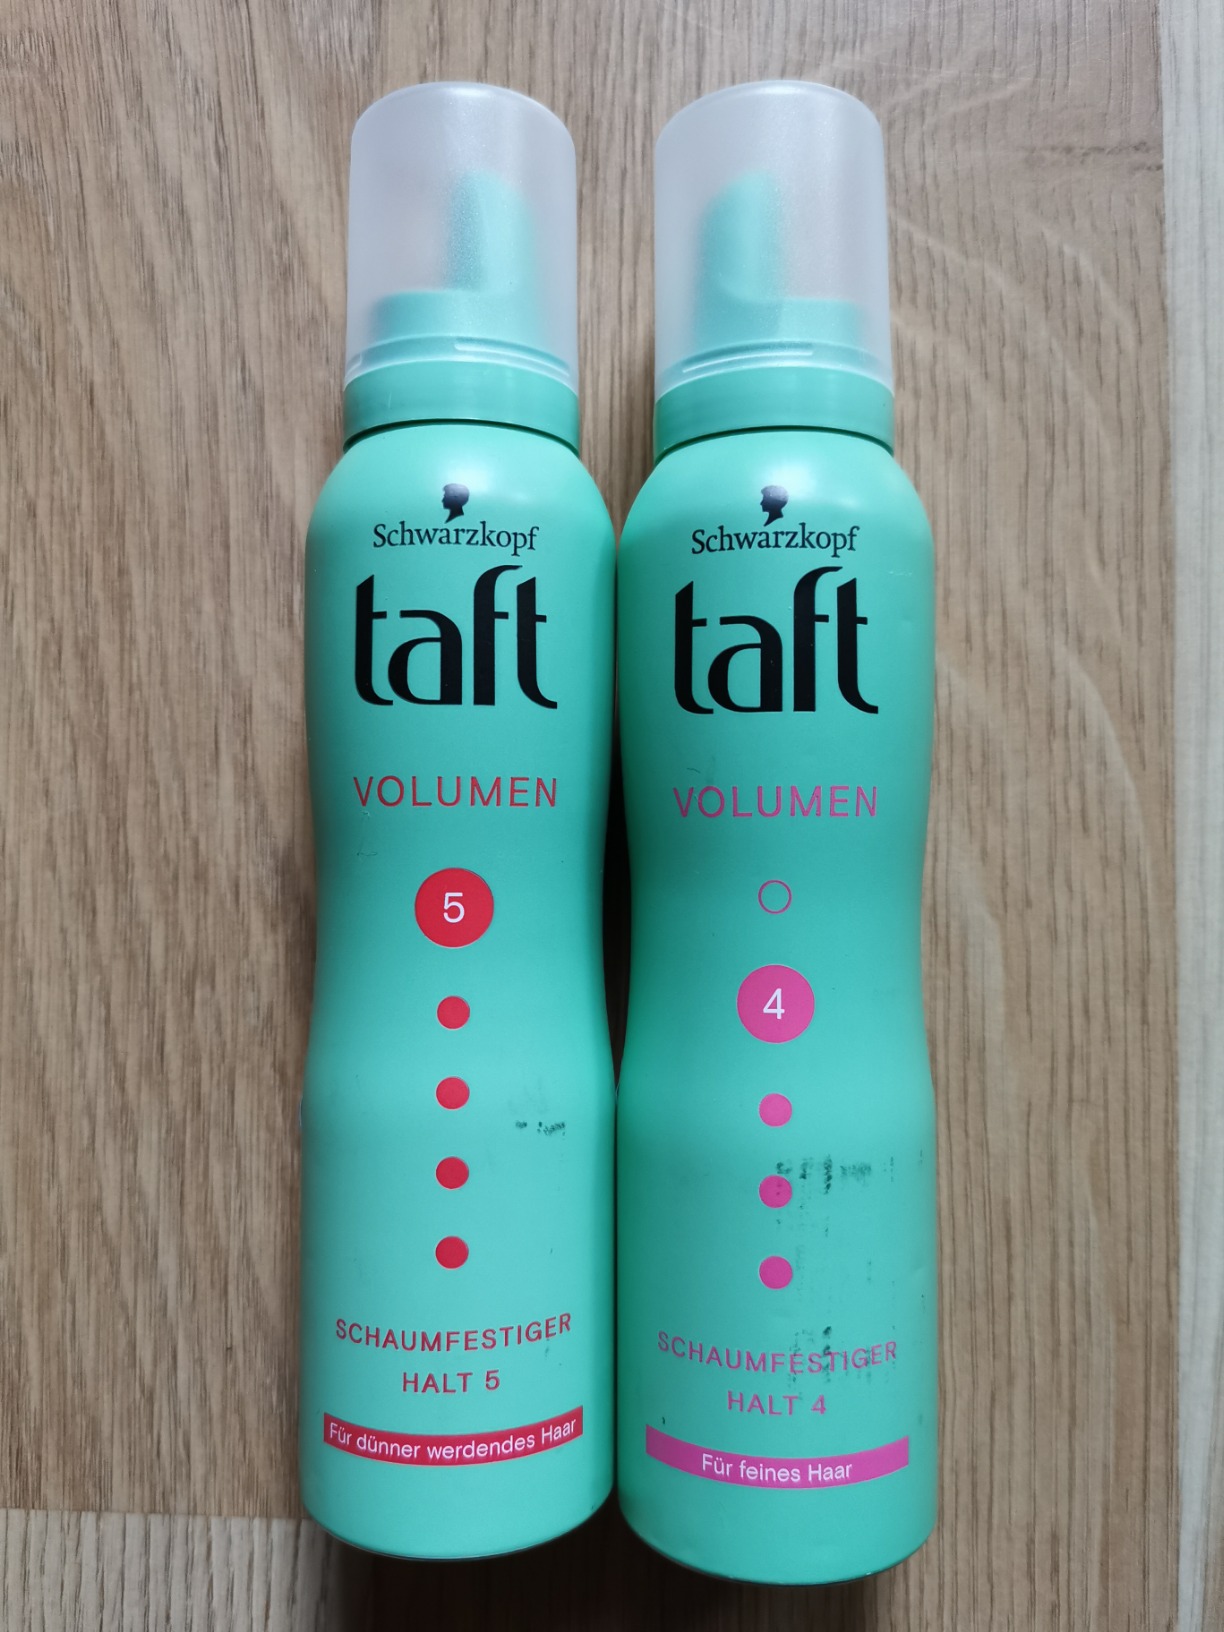 Schwarzkopf
taft
VOLUMEN
5
SCHAUMFESTIGER
HALT 5
Für dünner werdendes Haar
Schwarzkopf
taft
VOLUMEN
4
SCHAUMFESTIGER
HALT 4
Für feines Haar